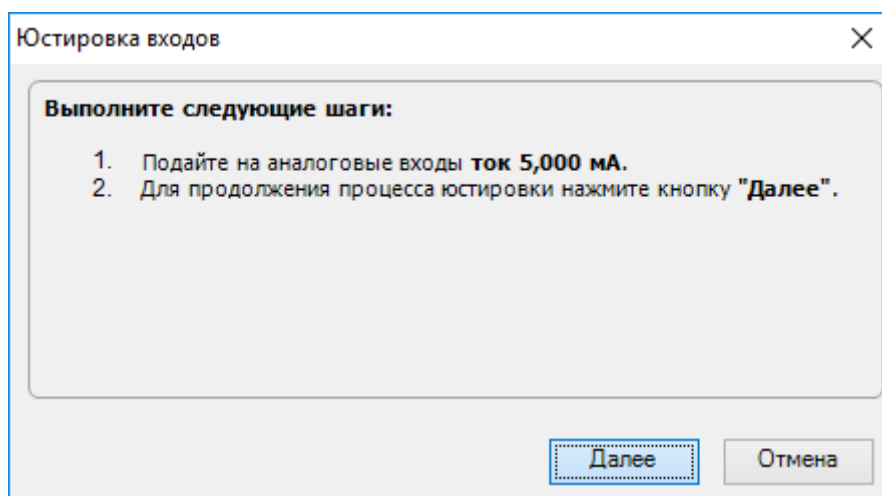 Юстировка входов
Выполните следующие шаги:
1. Подайте на аналоговые входы ток 5,000 мА.
2. Для продолжения процесса юстировки нажмите кнопку "Далее".
Далее Отмена